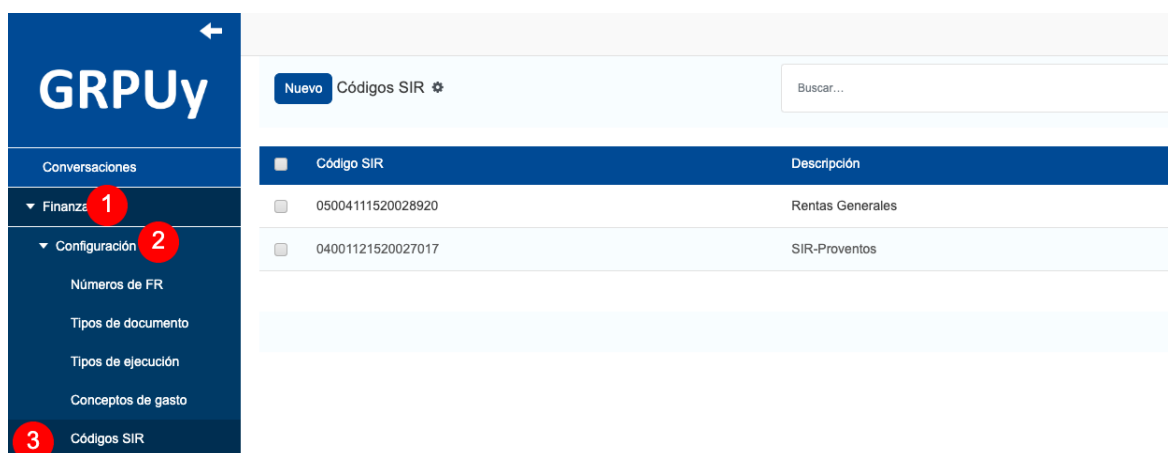 GRPUy
Nuevo Códigos SIR
Buscar...
Conversaciones
Código SIR Descripción
1
05004111520028920 Rentas Generales
Configuración 2
04001121520027017 SIR-Proventos
Números de FR
Tipos de documento
Tipos de ejecución
Conceptos de gasto
3 Códigos SIR